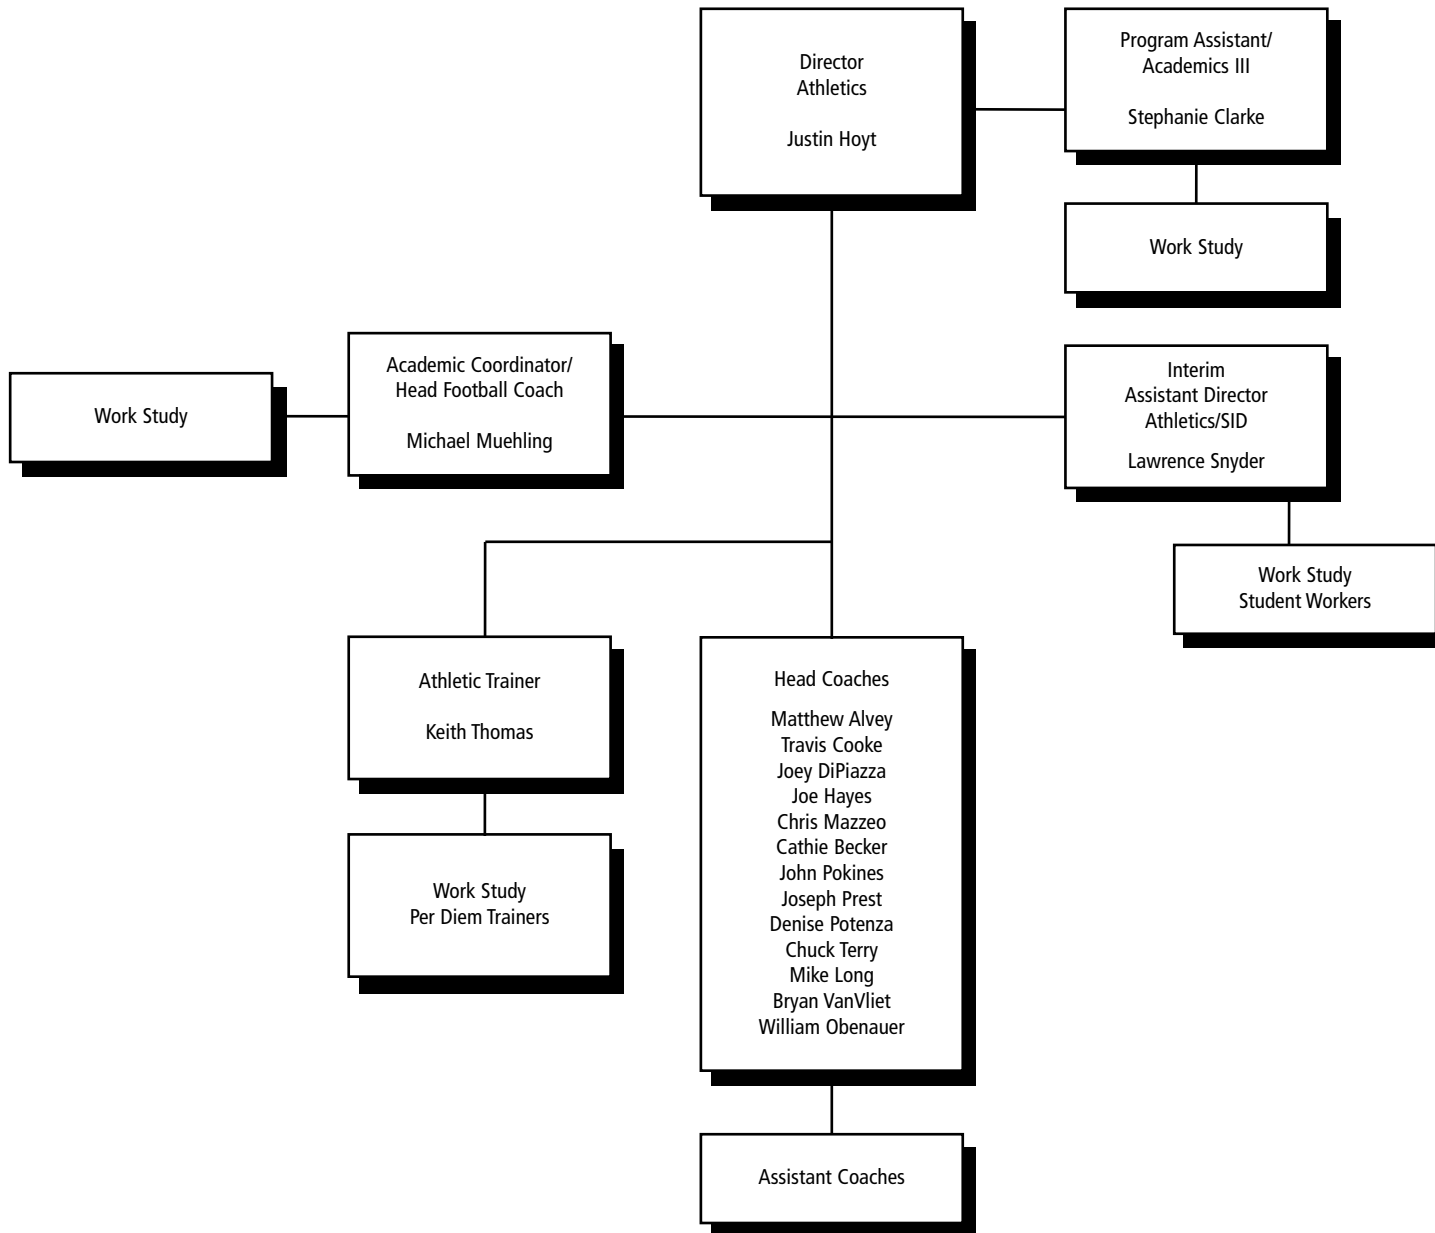 Director
Athletics
Justin Hoyt
Program Assistant/
Academics III
Stephanie Clarke
Work Study
Work Study
Academic Coordinator/
Head Football Coach
Michael Muehling
Interim
Assistant Director
Athletics/SID
Lawrence Snyder
Work Study
Student Workers
Athletic Trainer
Keith Thomas
Work Study
Per Diem Trainers
Head Coaches
Matthew Alvey
Travis Cooke
Joey DiPiazza
Joe Hayes
Chris Mazzeo
Cathie Becker
John Pokines
Joseph Prest
Denise Potenza
Chuck Terry
Mike Long
Bryan VanVliet
William Obenauer
Assistant Coaches